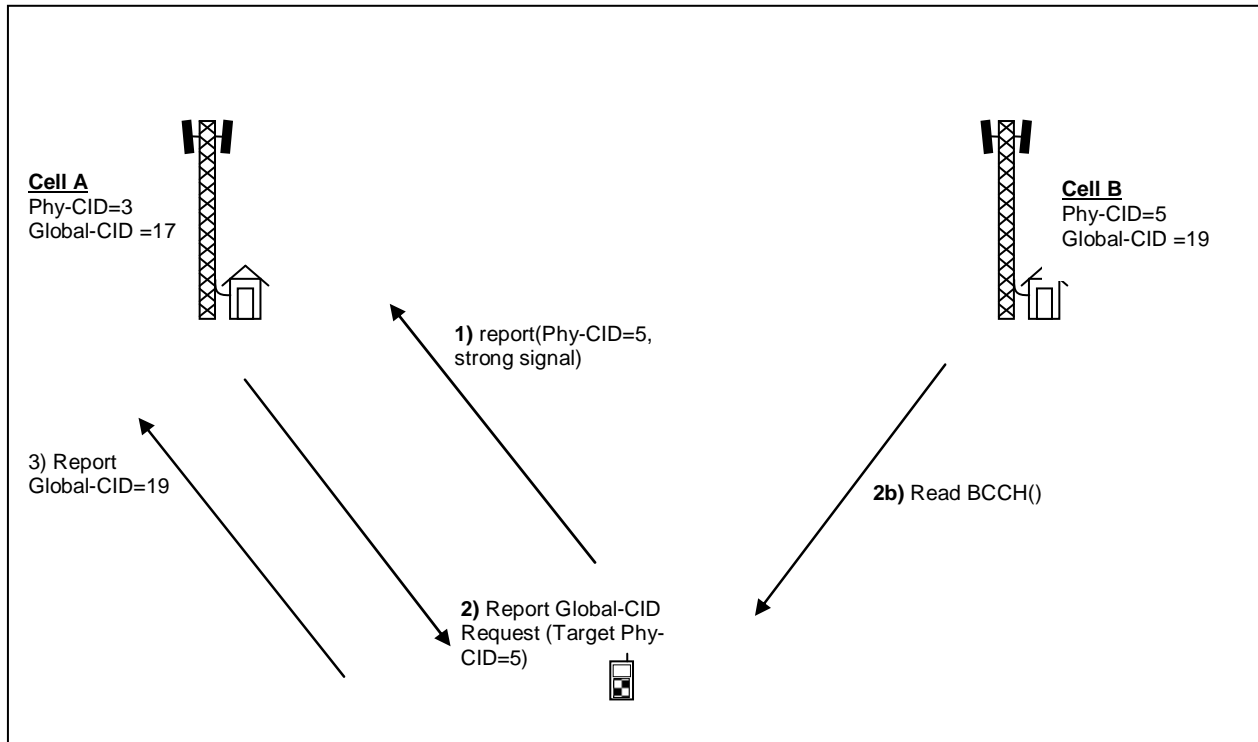 Cell A
Phy-CID=3
Global-CID =17
Cell B
Phy-CID=5
Global-CID =19
1) report(Phy-CID=5,
strong signal)
3) Report
Global-CID=19
2b) Read BCCH()
2) Report Global-CID
Request (Target Phy-
CID=5)